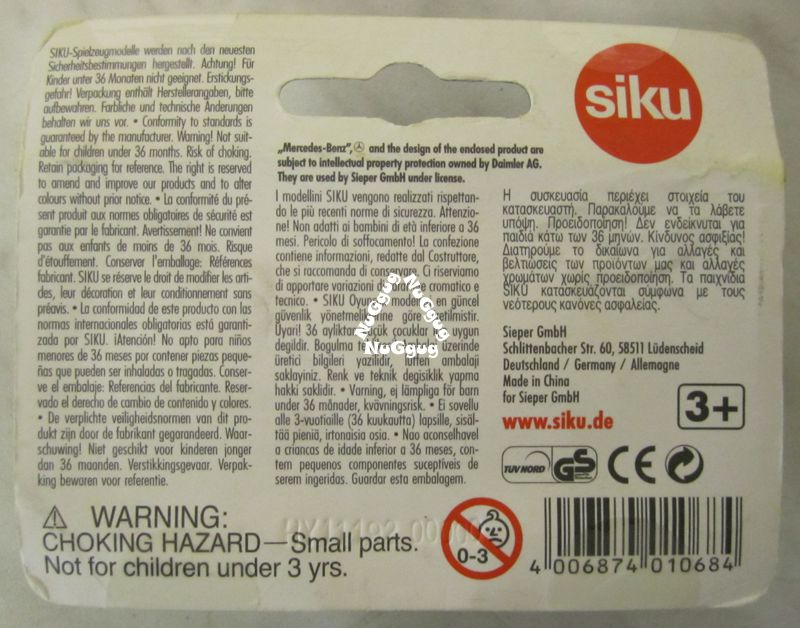 SIKU-Spielzeugmodelle werden nach den neuesten
Sicherheitsbestimmungen hergestellt. Achtung! Für
Kinder unter 36 Monaten nicht geeignet. Erstickungs-
gefahr! Verpackung enthält Herstellerangaben, bitte
aufbewahren. Farbliche und technische Änderungen
behalten wir uns vor. • Conformity to standards is
guaranteed by the manufacturer. Warning! Not suit-
able for children under 36 months. Risk of choking.
Retain packaging for reference. The right is reserved
to amend and improve our products and to alter
colours without prior notice. • La conformité du pré-
sent produit aux normes obligatoires de sécurité est
garantie par le fabricant. Avertissement! Ne convient
pas aux enfants de moins de 36 mois. Risque
d'étouffement. Conserver l'emballage: Références
fabricant. SIKU se réserve le droit de modifier les arti-
des, leur décoration et leur conditionnement sans
préavis. • La conformidad de este producto con las
normas internacionales obligatorias está garanti-
zada por SIKU. ¡Atención! No apto para niños
menores de 36 meses por contener piezas peque-
ñas que pueden ser inhaladas o tragadas. Conser-
ve el embalaje: Referencias del fabricante. Reser-
vado el derecho de cambio de contenido y colores.
• De verplichte veiligheidsnormen van dit pro-
dukt zijn door de fabrikant gegarandeerd. Waar-
schuwing! Niet geschikt voor kinderen jonger
dan 36 maanden. Verstikkingsgevaar. Verpak-
king bewaren voor referentie.
„Mercedes-Benz", and the design of the enclosed product are
subject to intellectual property protection owned by Daimler AG.
They are used by Sieper GmbH under license.
I modellini SIKU vengono realizzati rispettan-
do le più recenti norme di sicurezza. Attenzio-
ne! Non adatti ai bambini di età inferiore a 36
mesi. Pericolo di soffocamento! La confezione
contiene informazioni, redatte dal Costruttore,
che si raccomanda di Ci riserviamo
di apportare variazioni di cromatico e
tecnico. • SIKU en güncel
güvenlik
Uyari! 36 aylıktan çocuklar uygun
degildir. Bogulma üzerinde
üretici bilgileri yazilidir, lütfen ambalaji
saklayiniz. Renk ve teknik degisiklik yapma
hakki saklidir. • Varning, ej lämpliga för barn
under 36 månader, kvävningsrisk. • Ei sovellu
alle 3-vuotiaille (36 kuukautta) lapsille, sisäl-
tää pieniä, irtonaisia osia. • Nao aconselhavel
a criancas de idade inferior a 36 meses, con-
tem pequenos componentes suceptiveis de
serem ingeridas. Guardar esta embalagem.
siku
Η συσκευασία περιέχει στοιχεία του
κατασκευαστή. Παρακαλούμε να τα λάβετε
υπόψη. Προειδοποίηση! Δεν ενδείκνυται για
παιδιά κάτω των 36 μηνών. Κίνδυνος ασφιξίας!
Διατηρούμε το δικαίωμα για αλλαγές και
βελτιώσεις των προϊόντων μας και αλλαγές
χρωμάτων χωρίς προειδοποίηση. Τα παιχνίδια
SIKU κατασκευάζονται σύμφωνα με τους
νεότερους κανόνες ασφαλείας.
Sieper GmbH
Schlittenbacher Str. 60, 58511 Lüdenscheid
Deutschland / Germany / Allemagne
Made in China
for Sieper GmbH
www.siku.de
3+
TÜV NORD
GS
CE
NuGgug
NuGgug
NuGgug
WARNING:
CHOKING HAZARD—Small parts.
Not for children under 3 yrs.
0-3
4 006874 010684